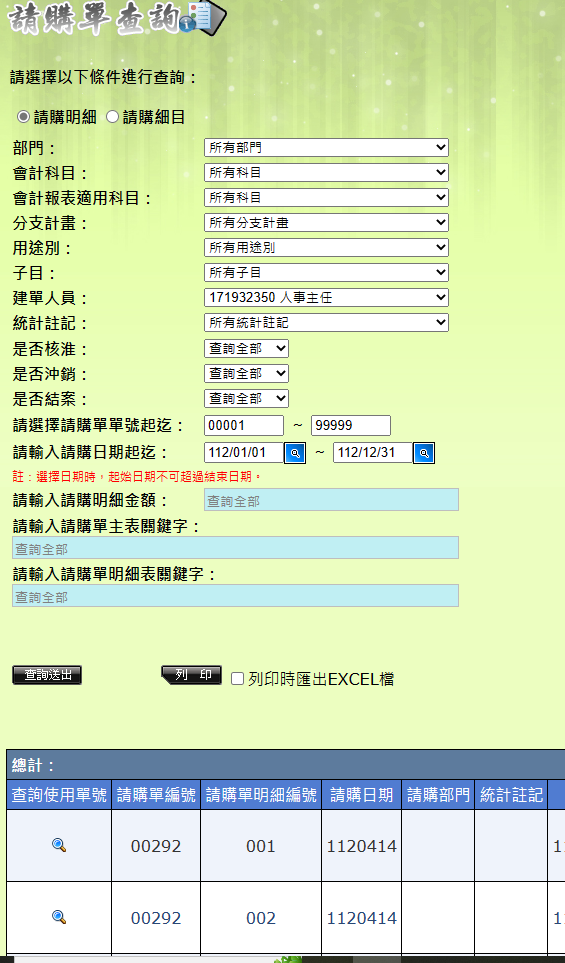 請購單查詢
請選擇以下條件進行查詢：
請購明細 請購細目
部門： 所有部門
會計科目： 所有科目
會計報表適用科目： 所有科目
分支計畫： 所有分支計畫
用途別： 所有用途別
子目： 所有子目
建單人員： 171932350 人事主任
統計註記： 所有統計註記
是否核准： 查詢全部
是否沖銷： 查詢全部
是否結案： 查詢全部
請選擇請購單單號起迄： 00001 ~ 99999
請輸入請購日期起迄： 112/01/01 ~ 112/12/31
註：選擇日期時，起始日期不可超過結束日期。
請輸入請購明細金額： 查詢全部
請輸入請購單主表關鍵字：
查詢全部
請輸入請購單明細表關鍵字：
查詢全部
查詢送出 列 印 列印時匯出EXCEL檔
總計：
查詢使用單號 請購單編號 請購單明細編號 請購日期 請購部門 統計註記
00292 001 1120414
00292 002 1120414